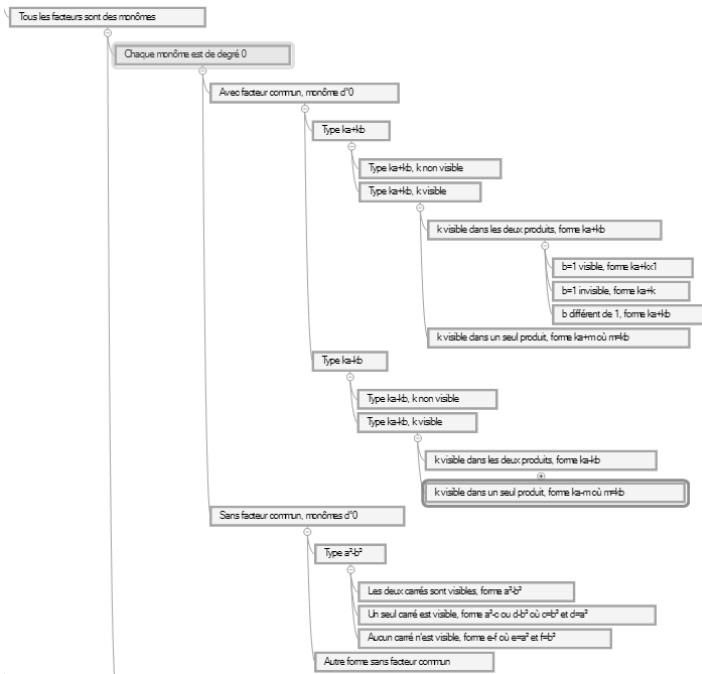 Tous les facteurs sont des monômes
Chaque monôme est de degré 0
Avec facteur commun, monôme d°0
Type ka+kb
Type ka+kb, k non visible
Type ka+kb, k visible
k visible dans les deux produits, forme ka+kb
b=1 visible, forme ka+k×1
b=1 invisible, forme ka+k
b différent de 1, forme ka+kb
k visible dans un seul produit, forme ka+m où m=kb
Type ka-kb
Type ka-kb, k non visible
Type ka-kb, k visible
k visible dans les deux produits, forme ka-kb
k visible dans un seul produit, forme ka-m où m=kb
Sans facteur commun, monômes d°0
Type a²-b²
Les deux carrés sont visibles, forme a²-b²
Un seul carré est visible, forme a²-c ou d-b² où c=b² et d=a²
Aucun carré n'est visible, forme e-f où e=a² et f=b²
Autre forme sans facteur commun